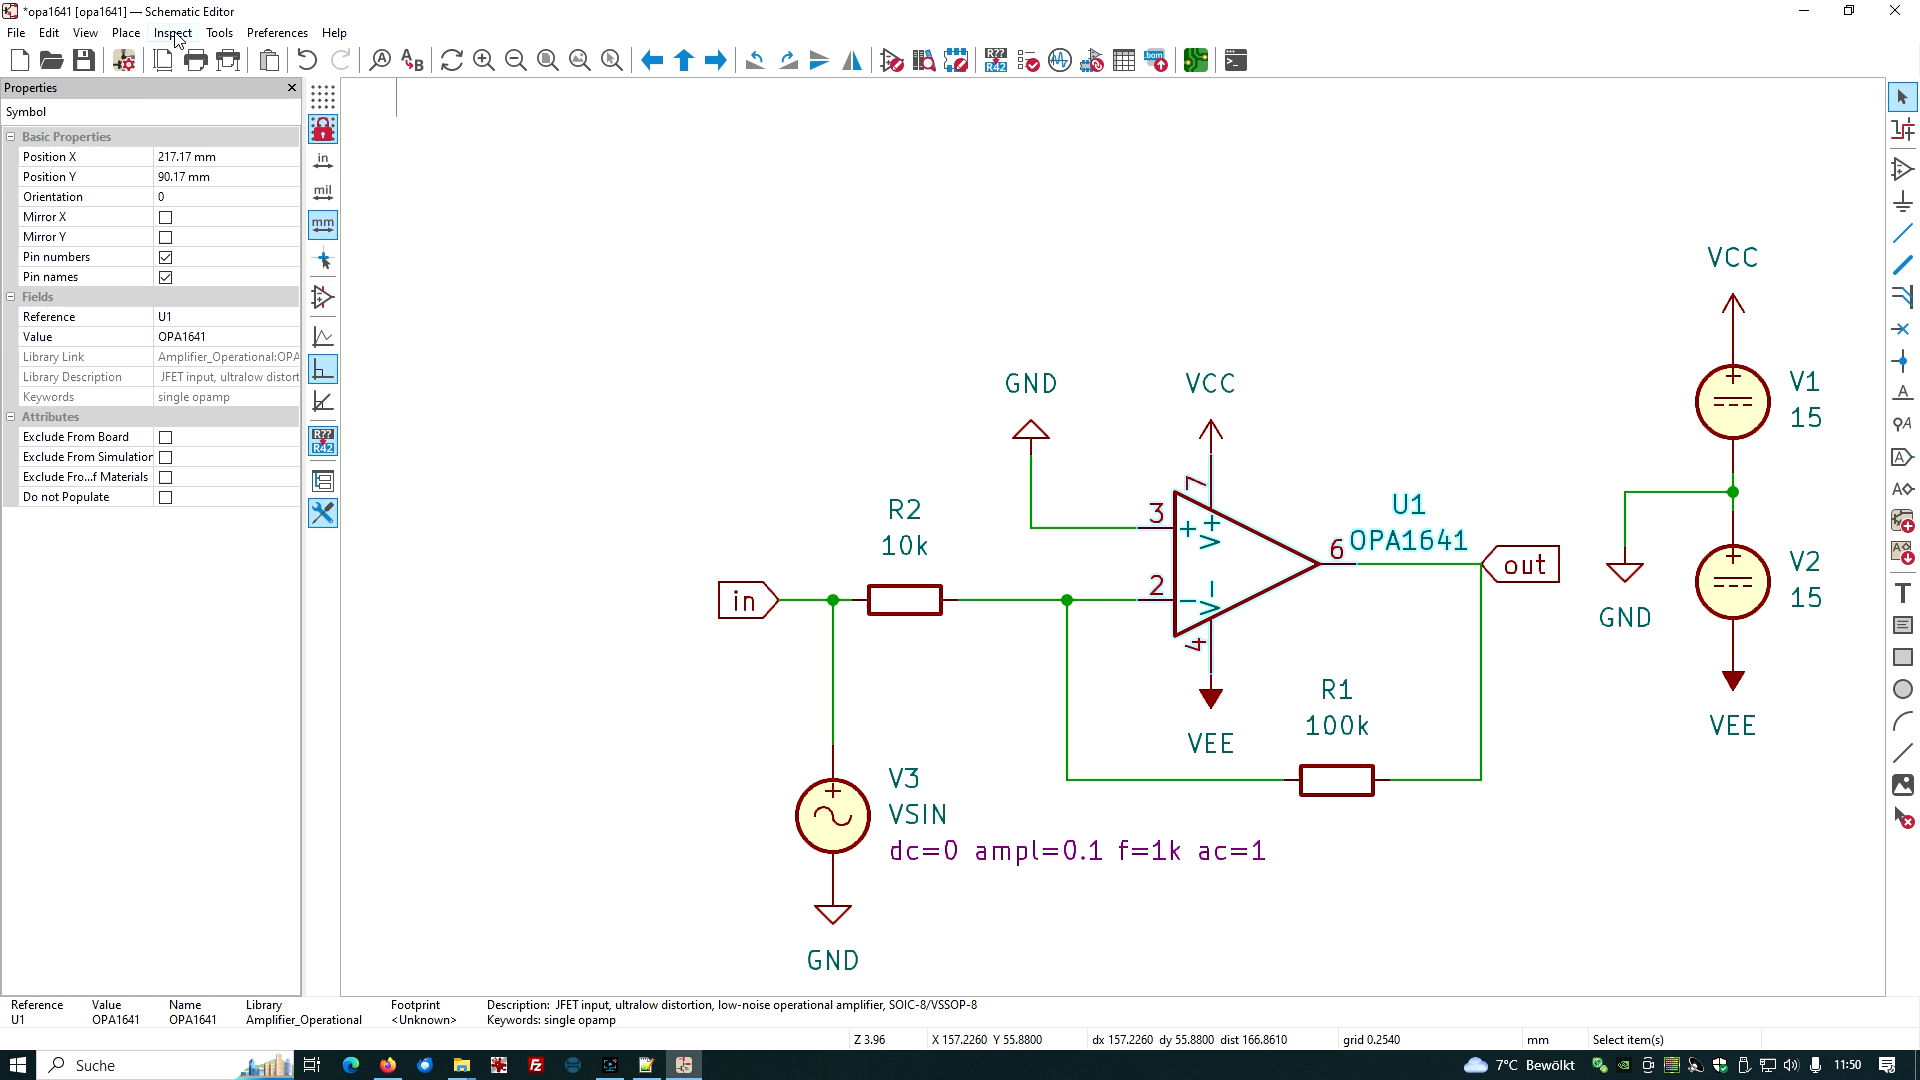 *opa1641 [opa1641] — Schematic Editor
File Edit View Place Inspect Tools Preferences Help
Properties
Symbol
Basic Properties
Position X 217.17 mm
Position Y 90.17 mm
Orientation 0
Mirror X
Mirror Y
Pin numbers
Pin names
Fields
Reference U1
Value OPA1641
Library Link Amplifier_Operational:OPA
Library Description JFET input, ultralow distort
Keywords single opamp
Attributes
Exclude From Board
Exclude From Simulation
Exclude Fro...f Materials
Do not Populate
in
mil
mm
R??
R42
R??
R42
bom
VCC
V1
15
GND
VCC
7
R2
10k
3
+
V+
U1
OPA1641
6
out
V2
15
GND
in
2
−
V−
4
R1
100k
VEE
VEE
V3
VSIN
dc=0 ampl=0.1 f=1k ac=1
GND
Reference Value Name Library Footprint Description: JFET input, ultralow distortion, low-noise operational amplifier, SOIC-8/VSSOP-8
U1 OPA1641 OPA1641 Amplifier_Operational <Unknown> Keywords: single opamp
Z 3.96 X 157.2260 Y 55.8800 dx 157.2260 dy 55.8800 dist 166.8610 grid 0.2540 mm Select item(s)
Suche 7°C Bewölkt 11:50